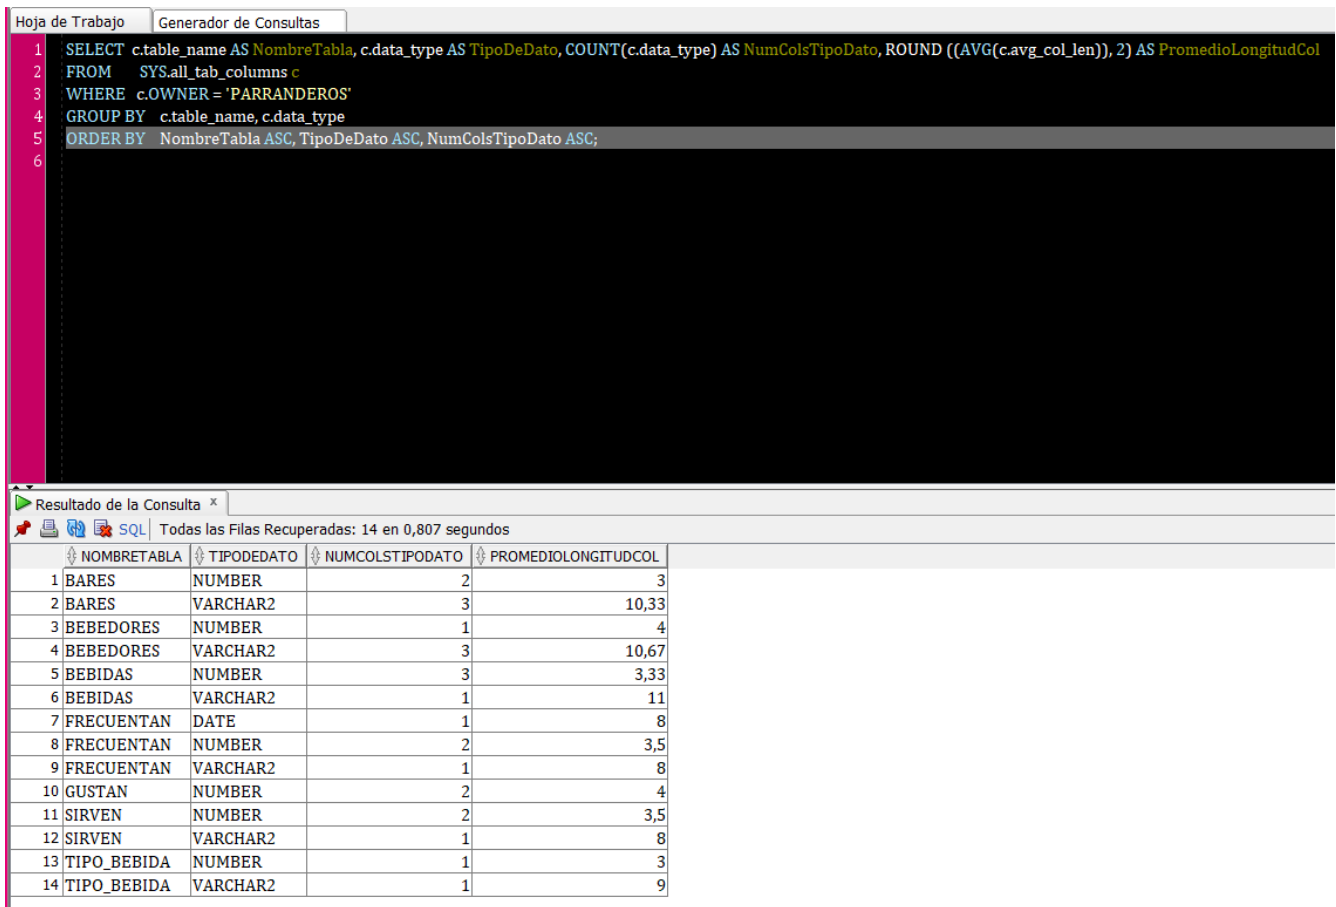 Hoja de Trabajo Generador de Consultas
1 SELECT c.table_name AS NombreTabla, c.data_type AS TipoDeDato, COUNT(c.data_type) AS NumColsTipoDato, ROUND ((AVG(c.avg_col_len)), 2) AS PromedioLongitudCol
2 FROM SYS.all_tab_columns c
3 WHERE c.OWNER = 'PARRANDEROS'
4 GROUP BY c.table_name, c.data_type
5 ORDER BY NombreTabla ASC, TipoDeDato ASC, NumColsTipoDato ASC;
6
Resultado de la Consulta x
SQL Todas las Filas Recuperadas: 14 en 0,807 segundos
NOMBRETABLA TIPODEDATO NUMCOLSTIPODATO PROMEDIOLONGITUDCOL
1 BARES NUMBER 2 3
2 BARES VARCHAR2 3 10,33
3 BEBEDORES NUMBER 1 4
4 BEBEDORES VARCHAR2 3 10,67
5 BEBIDAS NUMBER 3 3,33
6 BEBIDAS VARCHAR2 1 11
7 FRECUENTAN DATE 1 8
8 FRECUENTAN NUMBER 2 3,5
9 FRECUENTAN VARCHAR2 1 8
10 GUSTAN NUMBER 2 4
11 SIRVEN NUMBER 2 3,5
12 SIRVEN VARCHAR2 1 8
13 TIPO_BEBIDA NUMBER 1 3
14 TIPO_BEBIDA VARCHAR2 1 9